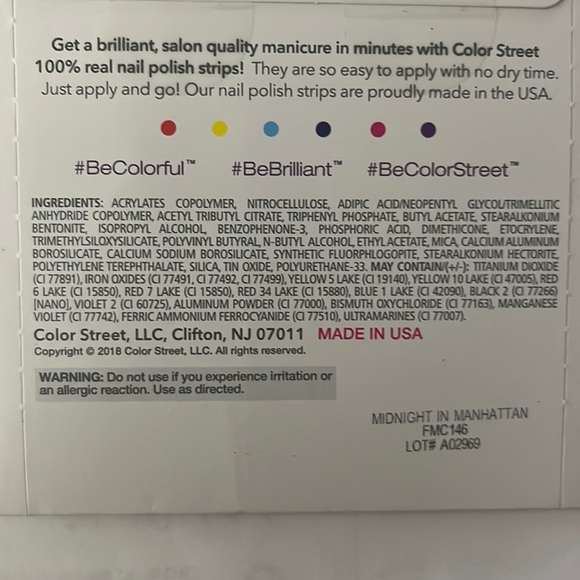 Get a brilliant, salon quality manicure in minutes with Color Street
100% real nail polish strips! They are so easy to apply with no dry time.
Just apply and go! Our nail polish strips are proudly made in the USA.
#BeColorful™ #BeBrilliant™ #BeColorStreet™
INGREDIENTS: ACRYLATES COPOLYMER, NITROCELLULOSE, ADIPIC ACID/NEOPENTYL GLYCOL/TRIMELLITIC
ANHYDRIDE COPOLYMER, ACETYL TRIBUTYL CITRATE, TRIPHENYL PHOSPHATE, BUTYL ACETATE, STEARALKONIUM
BENTONITE, ISOPROPYL ALCOHOL, BENZOPHENONE-3, PHOSPHORIC ACID, DIMETHICONE, ETOCRYLENE,
TRIMETHYLSILOXYSILICATE, POLYVINYL BUTYRAL, N-BUTYL ALCOHOL, ETHYL ACETATE, MICA, CALCIUM ALUMINUM
BOROSILICATE, CALCIUM SODIUM BOROSILICATE, SYNTHETIC FLUORPHLOGOPITE, STEARALKONIUM HECTORITE,
POLYETHYLENE TEREPHTHALATE, SILICA, TIN OXIDE, POLYURETHANE-33. MAY CONTAIN(+/-): TITANIUM DIOXIDE
(CI 77891), IRON OXIDES (CI 77491, CI 77492, CI 77499), YELLOW 5 LAKE (CI 19140), YELLOW 10 LAKE (CI 47005), RED
6 LAKE (CI 15850), RED 7 LAKE (CI 15850), RED 34 LAKE (CI 15880), BLUE 1 LAKE (CI 42090), BLACK 2 (CI 77266)
[NANO], VIOLET 2 (CI 60725), ALUMINUM POWDER (CI 77000), BISMUTH OXYCHLORIDE (CI 77163), MANGANESE
VIOLET (CI 77742), FERRIC AMMONIUM FERROCYANIDE (CI 77510), ULTRAMARINES (CI 77007).
Color Street, LLC, Clifton, NJ 07011 MADE IN USA
Copyright © 2018 Color Street, LLC. All rights reserved.
WARNING: Do not use if you experience irritation or
an allergic reaction. Use as directed.
MIDNIGHT IN MANHATTAN
FMC146
LOT# A02969